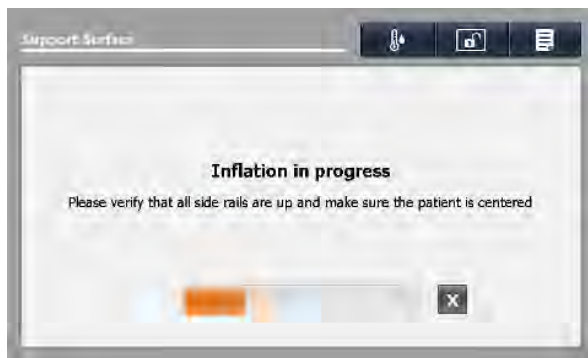 Support Surface
Inflation in progress
Please verify that all side rails are up and make sure the patient is centered
X